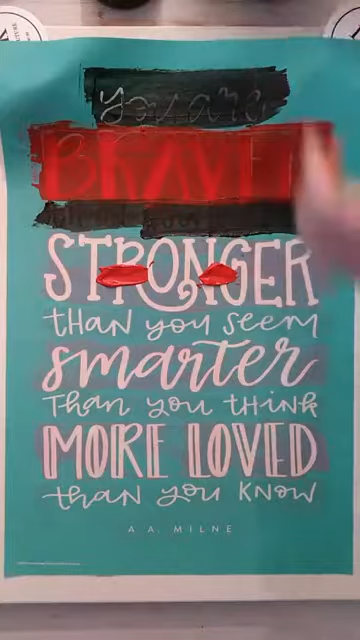 you are
BRAVER
STRONGER
than you seem
smarter
Than you think
MORE LOVED
than you know
A. A. MILNE